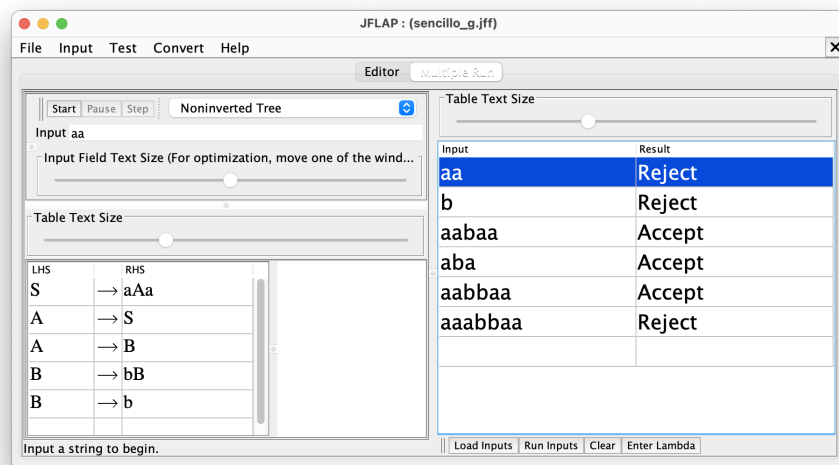 JFLAP : (sencillo_g.jff)
File Input Test Convert Help
Editor Multiple Run
Start Pause Step Noninverted Tree
Input aa
Input Field Text Size (For optimization, move one of the wind...
Table Text Size
LHS RHS
S → aAa
A → S
A → B
B → bB
B → b
Input a string to begin.
Table Text Size
Input Result
aa Reject
b Reject
aabaa Accept
aba Accept
aabbaa Accept
aaabbaa Reject
Load Inputs Run Inputs Clear Enter Lambda